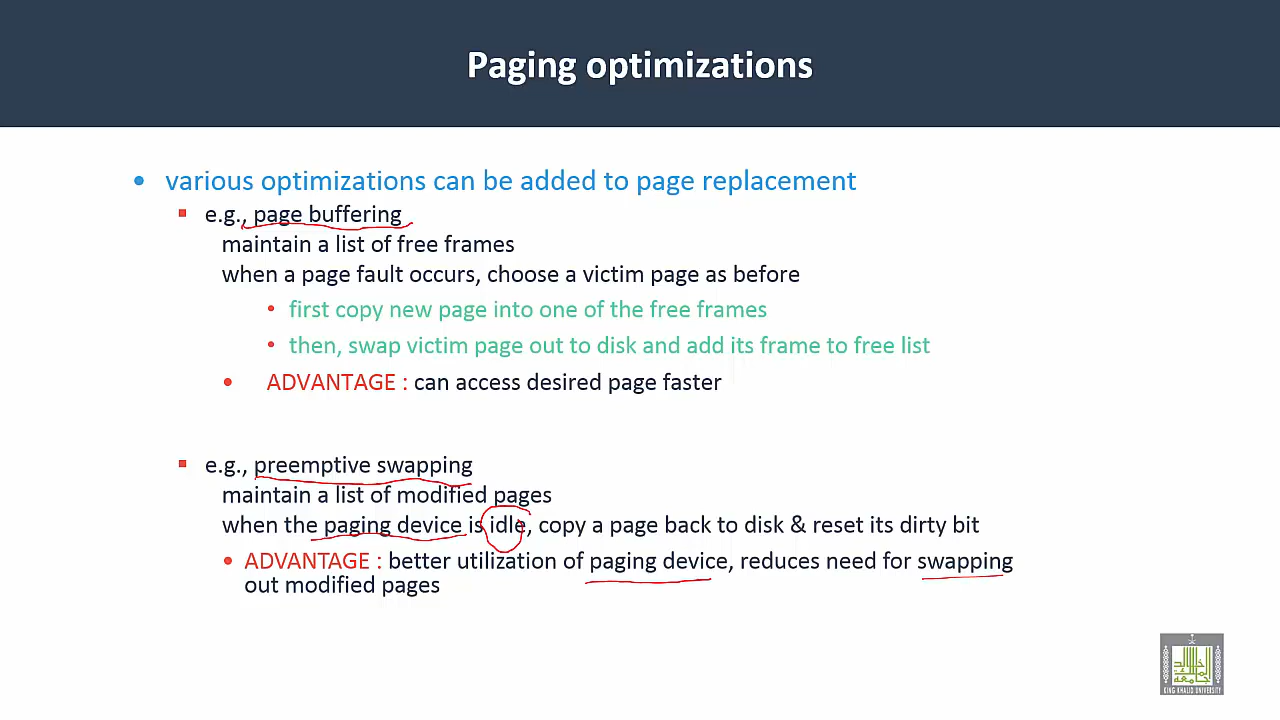 Paging optimizations
• various optimizations can be added to page replacement
▪ e.g., page buffering
maintain a list of free frames
when a page fault occurs, choose a victim page as before
• first copy new page into one of the free frames
• then, swap victim page out to disk and add its frame to free list
• ADVANTAGE : can access desired page faster
▪ e.g., preemptive swapping
maintain a list of modified pages
when the paging device is idle, copy a page back to disk & reset its dirty bit
• ADVANTAGE : better utilization of paging device, reduces need for swapping
out modified pages
KING KHALID UNIVERSITY